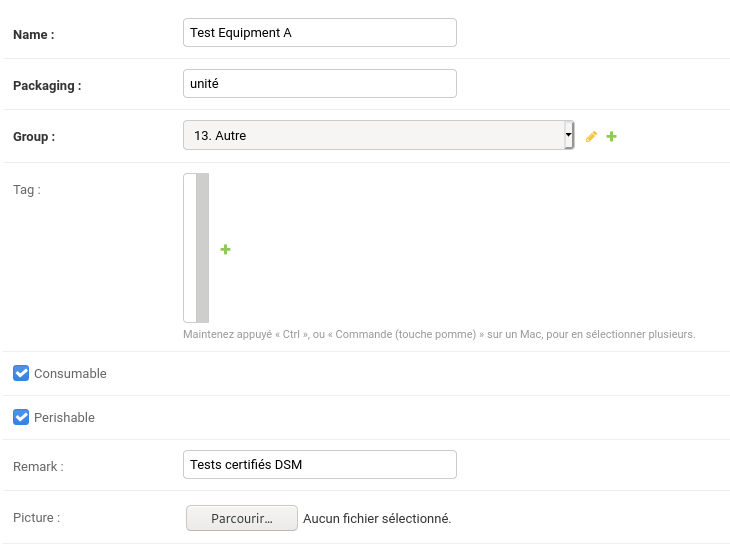 Name :
Test Equipment A
Packaging :
unité
Group :
13. Autre
Tag :
Maintenez appuyé « Ctrl », ou « Commande (touche pomme) » sur un Mac, pour en sélectionner plusieurs.
Consumable
Perishable
Remark :
Tests certifiés DSM
Picture :
Parcourir...
Aucun fichier sélectionné.